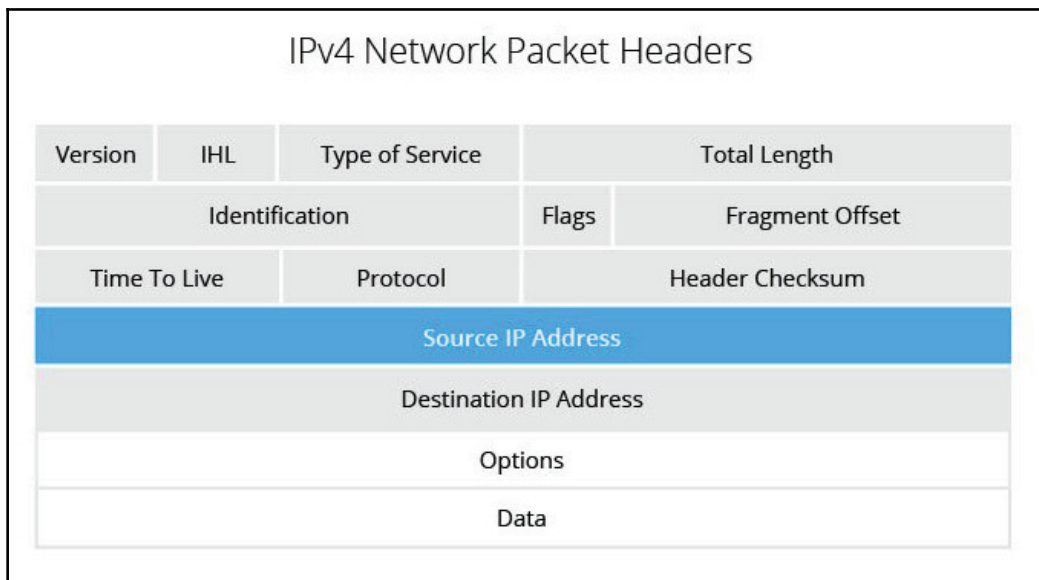 IPv4 Network Packet Headers
Version IHL Type of Service Total Length
Identification Flags Fragment Offset
Time To Live Protocol Header Checksum
Source IP Address
Destination IP Address
Options
Data